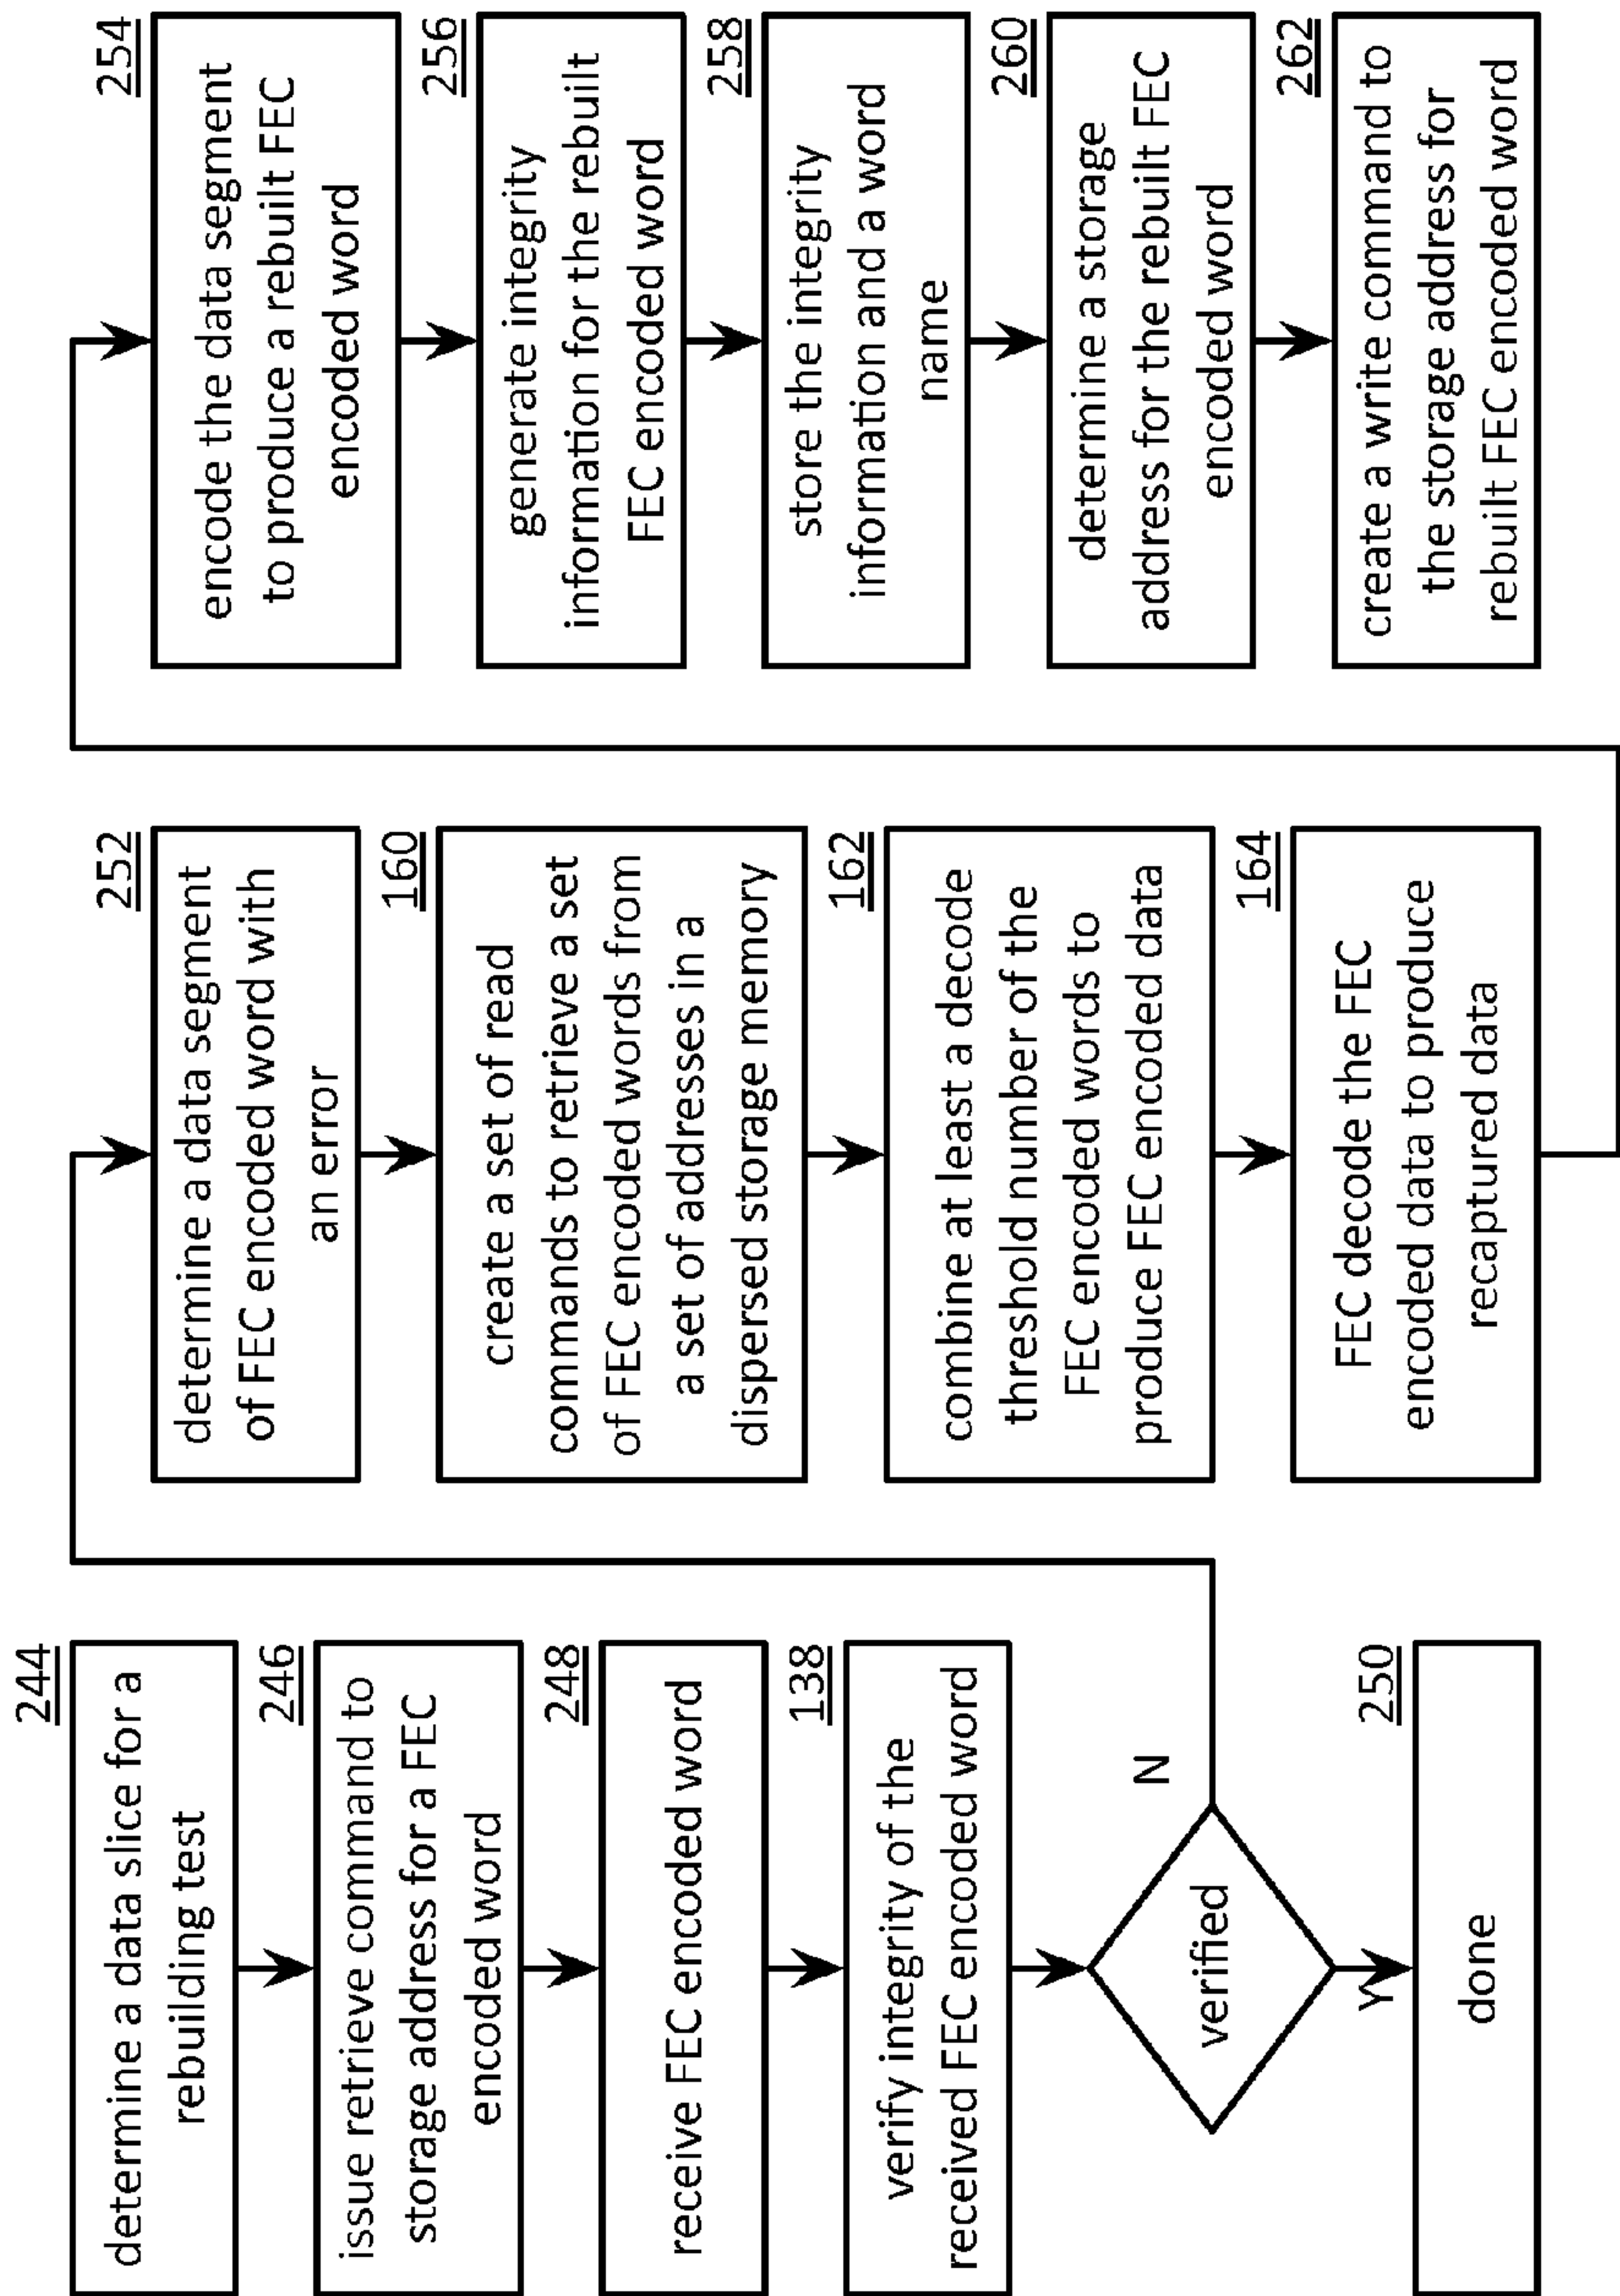 244
determine a data slice for a
rebuilding test
246
issue retrieve command to
storage address for a FEC
encoded word
248
receive FEC encoded word
138
verify integrity of the
received FEC encoded word
verified
N
Y
250
done
252
determine a data segment
of FEC encoded word with
an error
160
create a set of read
commands to retrieve a set
of FEC encoded words from
a set of addresses in a
dispersed storage memory
162
combine at least a decode
threshold number of the
FEC encoded words to
produce FEC encoded data
164
FEC decode the FEC
encoded data to produce
recaptured data
254
encode the data segment
to produce a rebuilt FEC
encoded word
256
generate integrity
information for the rebuilt
FEC encoded word
258
store the integrity
information and a word
name
260
determine a storage
address for the rebuilt FEC
encoded word
262
create a write command to
the storage address for
rebuilt FEC encoded word